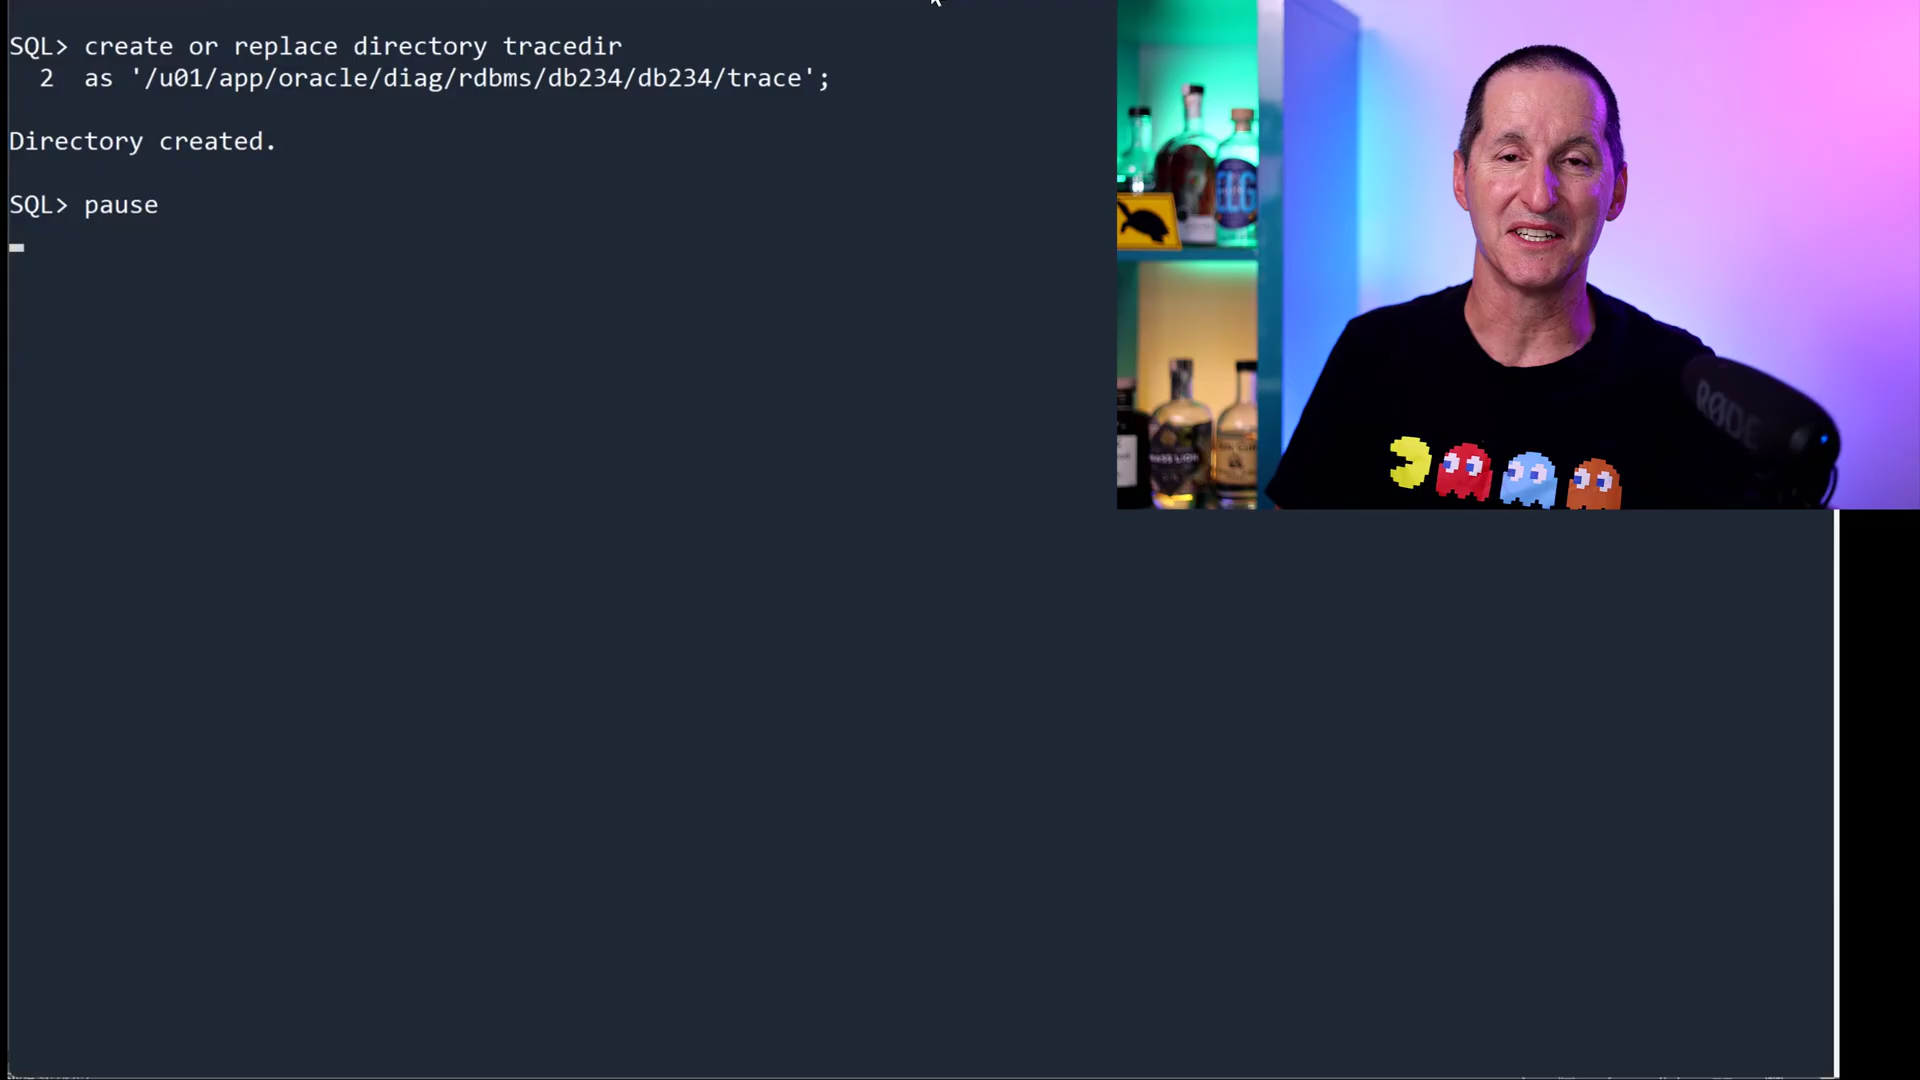 SQL> create or replace directory tracedir
  2  as '/u01/app/oracle/diag/rdbms/db234/db234/trace';
Directory created.
SQL> pause
RØDE